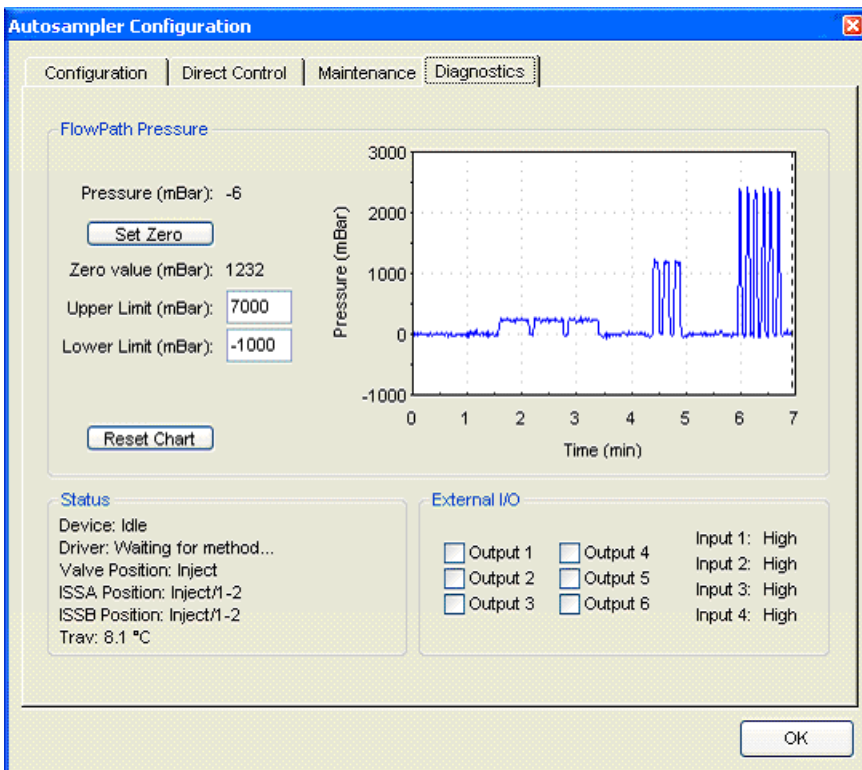 Autosampler Configuration
Configuration
Direct Control
Maintenance
Diagnostics
FlowPath Pressure
Pressure (mBar): -6
Set Zero
Zero value (mBar): 1232
Upper Limit (mBar): 7000
Lower Limit (mBar): -1000
Reset Chart
Pressure (mBar)
3000
2000
1000
0
-1000
0 1 2 3 4 5 6 7
Time (min)
Status
Device: Idle
Driver: Waiting for method...
Valve Position: Inject
ISSA Position: Inject/1-2
ISSB Position: Inject/1-2
Trav: 8.1 °C
External I/O
Output 1
Output 2
Output 3
Output 4
Output 5
Output 6
Input 1: High
Input 2: High
Input 3: High
Input 4: High
OK